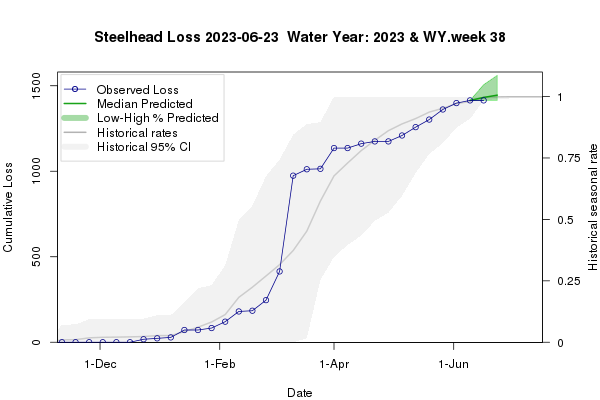 Steelhead Loss 2023-06-23  Water Year: 2023 & WY.week 38
Observed Loss
Median Predicted
Low-High % Predicted
Historical rates
Historical 95% CI
Cumulative Loss
0
500
1000
1500
Historical seasonal rate
0
0.25
0.5
0.75
1
1-Dec
1-Feb
1-Apr
1-Jun
Date